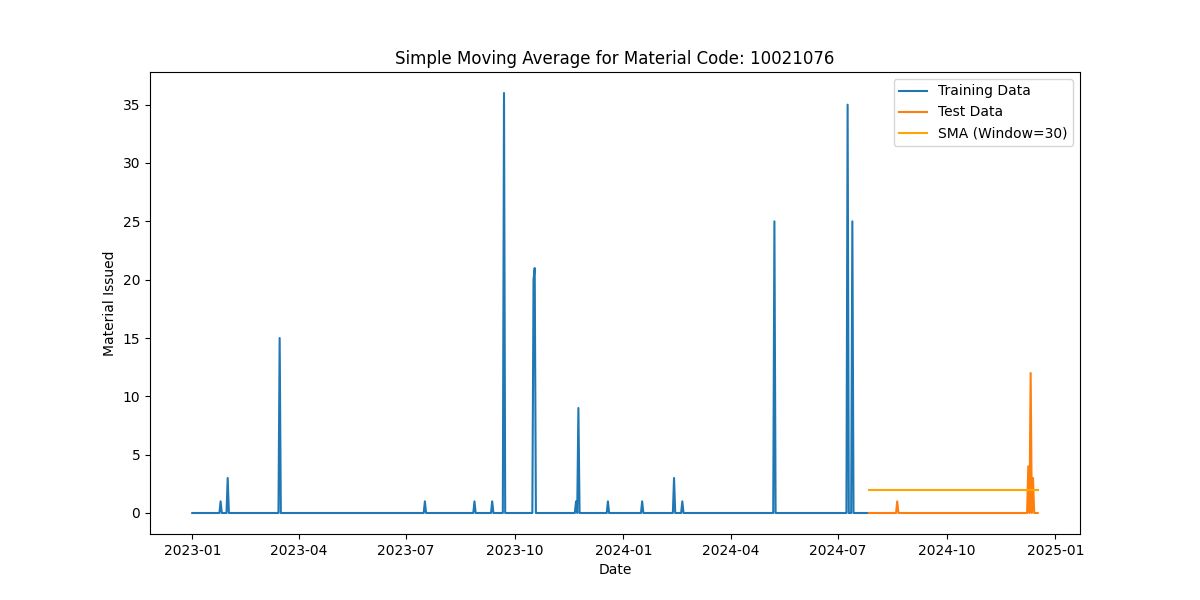 Simple Moving Average for Material Code: 10021076
Training Data
Test Data
SMA (Window=30)
Material Issued
35
30
25
20
15
10
5
0
2023-01 2023-04 2023-07 2023-10 2024-01 2024-04 2024-07 2024-10 2025-01
Date